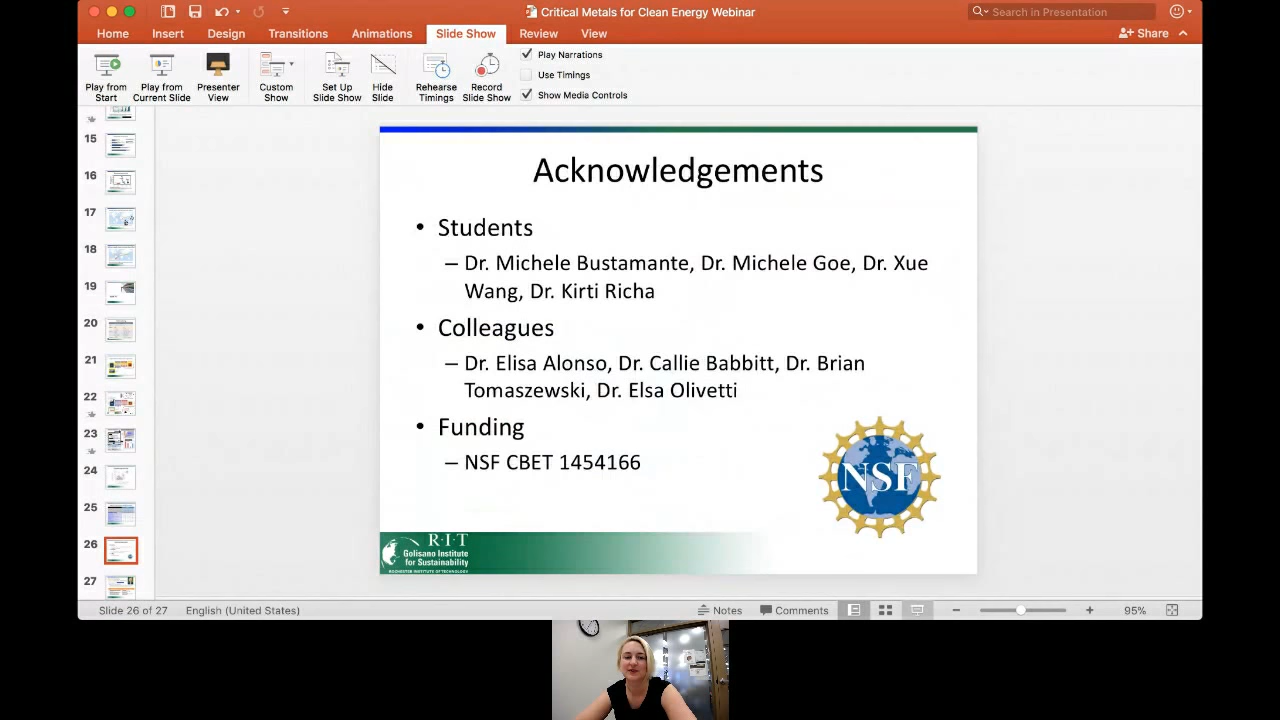 Critical Metals for Clean Energy Webinar
Search in Presentation
Home Insert Design Transitions Animations Slide Show Review View
Share
Play from Start
Play from Current Slide
Presenter View
Custom Show
Set Up Slide Show
Hide Slide
Rehearse Timings
Record Slide Show
Play Narrations
Use Timings
Show Media Controls
15
16
17
18
19
20
21
22
23
24
25
26
27
Acknowledgements
• Students
– Dr. Michele Bustamante, Dr. Michele Goe, Dr. Xue
Wang, Dr. Kirti Richa
• Colleagues
– Dr. Elisa Alonso, Dr. Callie Babbitt, Dr. Brian
Tomaszewski, Dr. Elsa Olivetti
• Funding
– NSF CBET 1454166
NSF
R·I·T
Golisano Institute
for Sustainability
ROCHESTER INSTITUTE OF TECHNOLOGY
Slide 26 of 27 English (United States) Notes Comments 95%